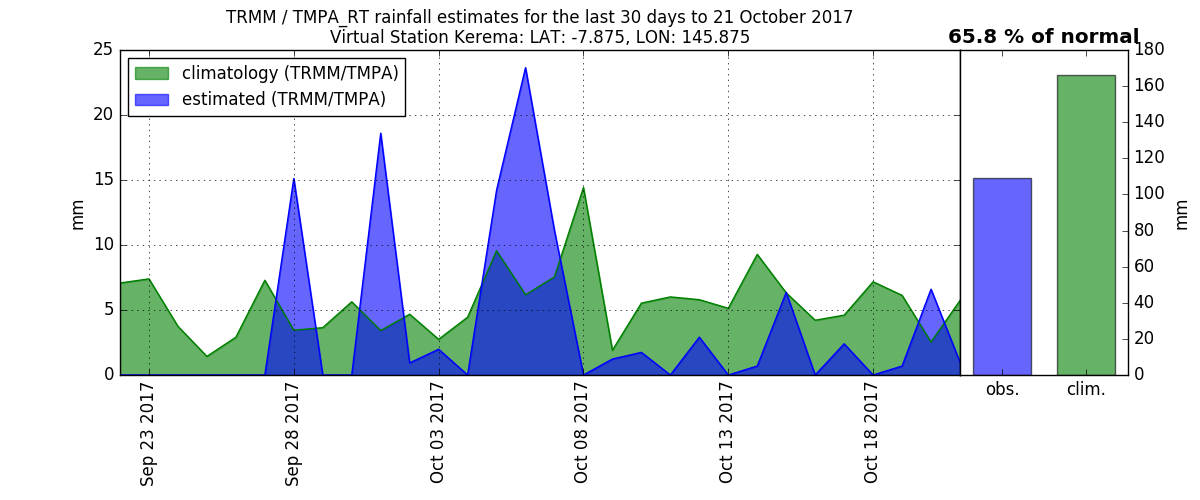 TRMM / TMPA_RT rainfall estimates for the last 30 days to 21 October 2017
Virtual Station Kerema: LAT: -7.875, LON: 145.875
65.8 % of normal
climatology (TRMM/TMPA)
estimated (TRMM/TMPA)
25
20
15
10
5
0
mm
Sep 23 2017
Sep 28 2017
Oct 03 2017
Oct 08 2017
Oct 13 2017
Oct 18 2017
obs.
clim.
180
160
140
120
100
80
60
40
20
0
mm